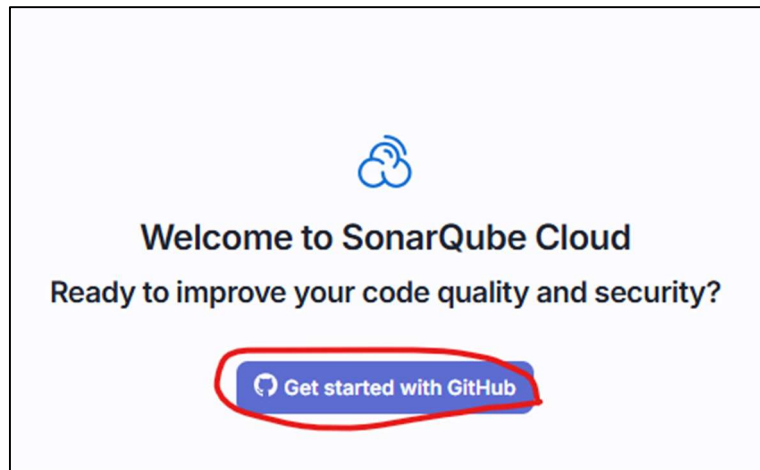 Welcome to SonarQube Cloud
Ready to improve your code quality and security?
Get started with GitHub